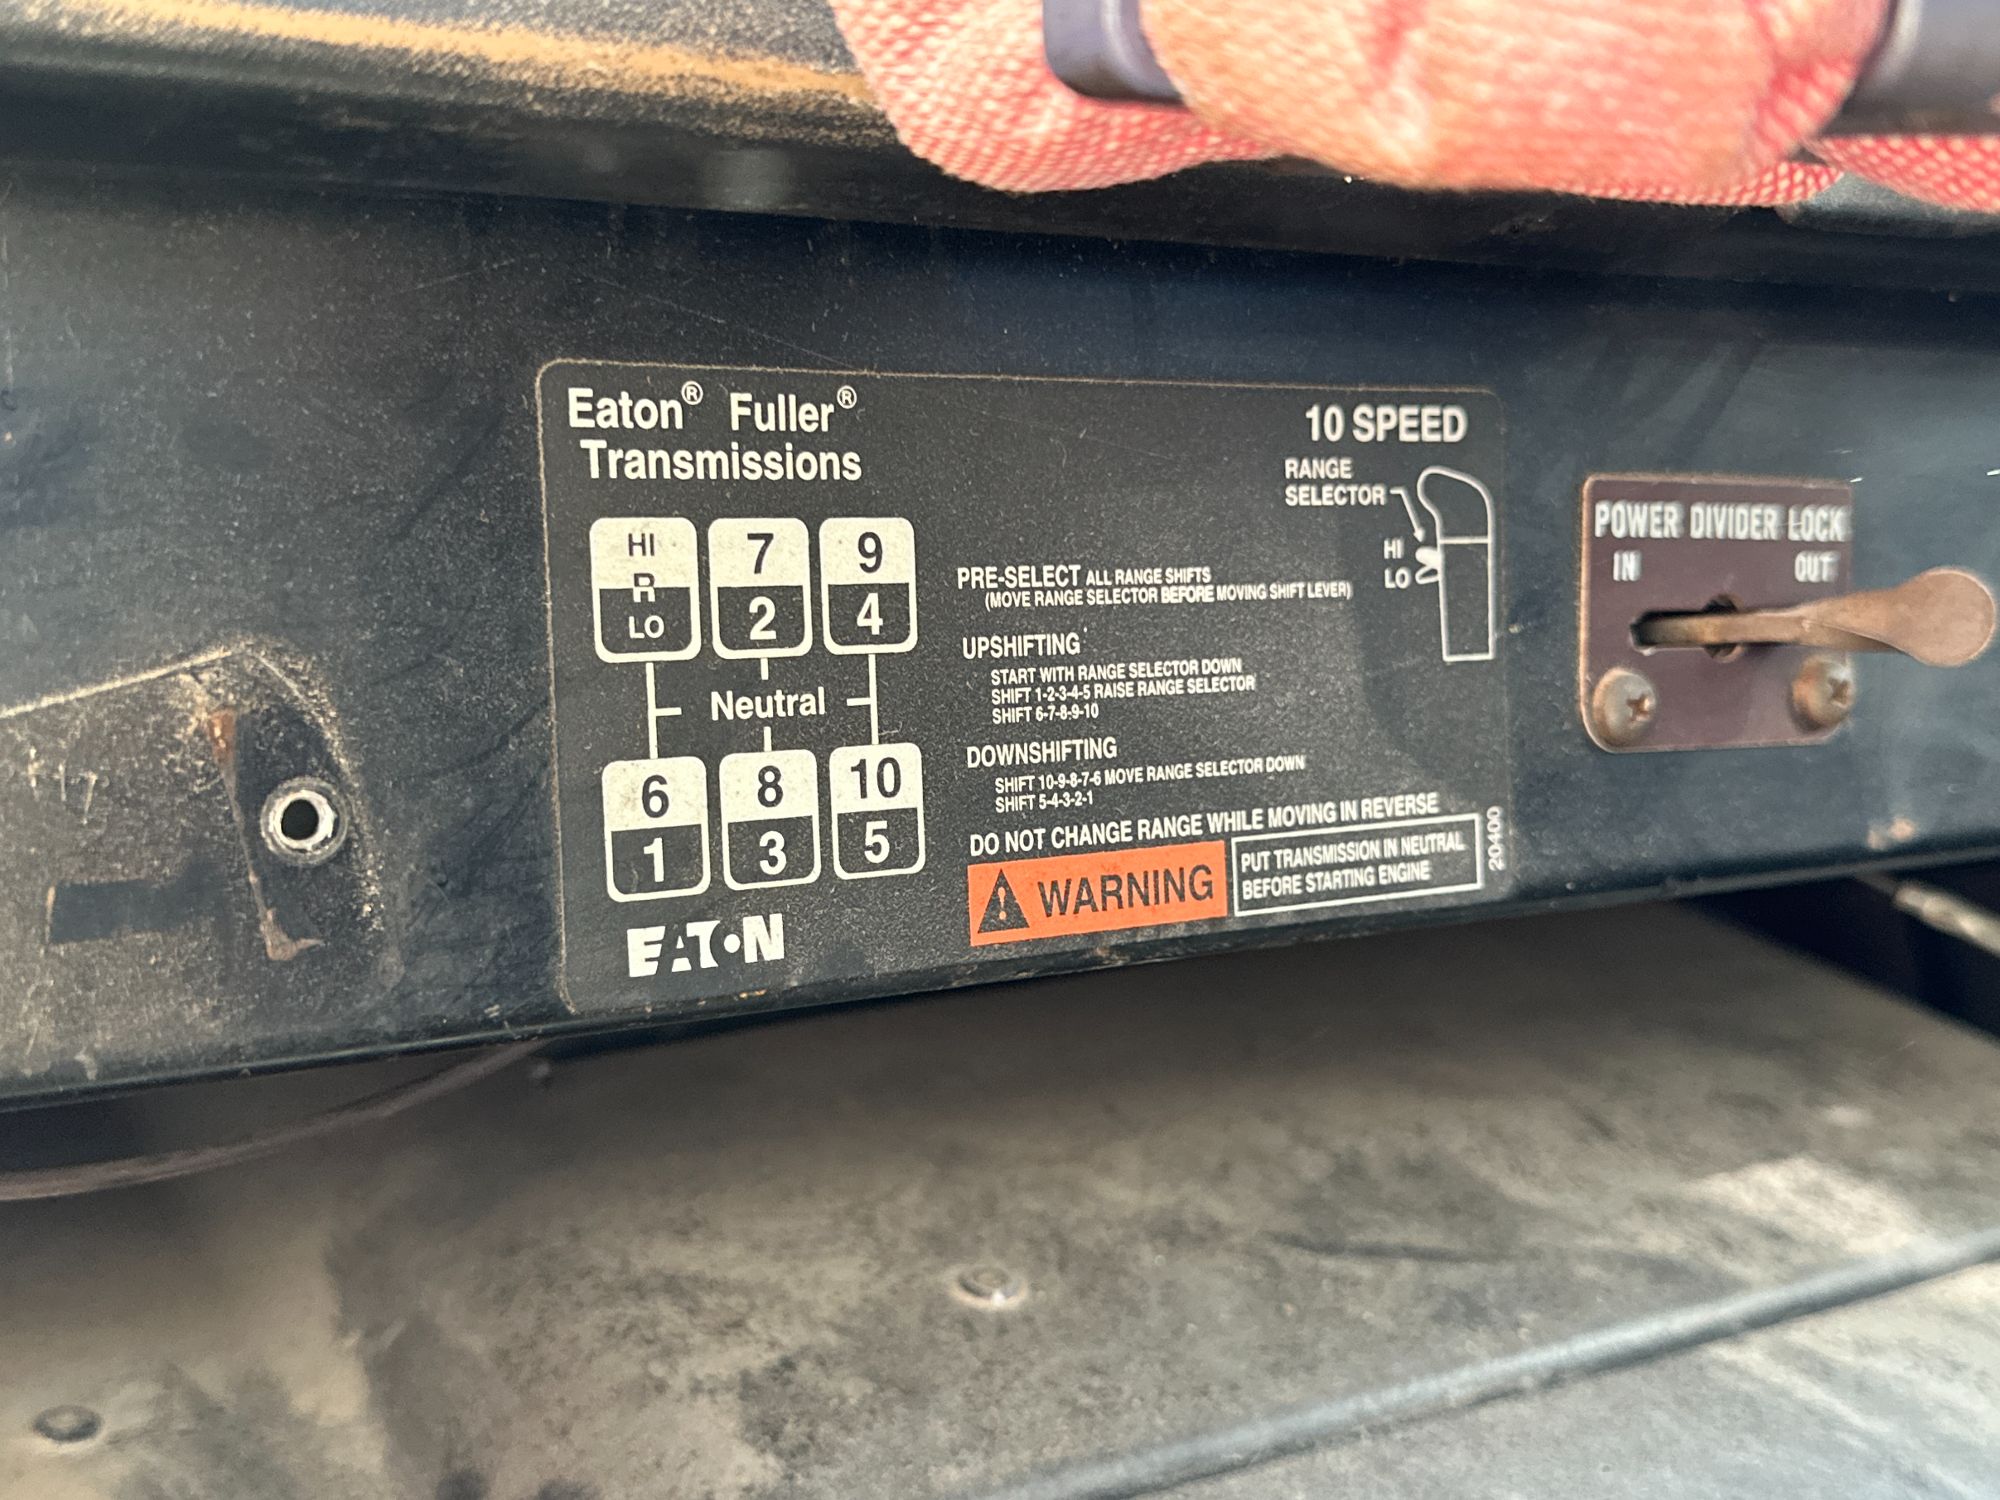 Eaton® Fuller®
Transmissions
10 SPEED
RANGE
SELECTOR
HI
LO
HI
R
LO
7
2
9
4
Neutral
6
1
8
3
10
5
PRE-SELECT ALL RANGE SHIFTS
(MOVE RANGE SELECTOR BEFORE MOVING SHIFT LEVER)
UPSHIFTING
START WITH RANGE SELECTOR DOWN
SHIFT 1-2-3-4-5 RAISE RANGE SELECTOR
SHIFT 6-7-8-9-10
DOWNSHIFTING
SHIFT 10-9-8-7-6 MOVE RANGE SELECTOR DOWN
SHIFT 5-4-3-2-1
DO NOT CHANGE RANGE WHILE MOVING IN REVERSE
WARNING
PUT TRANSMISSION IN NEUTRAL
BEFORE STARTING ENGINE
20400
EATON
POWER DIVIDER LOCK
IN OUT